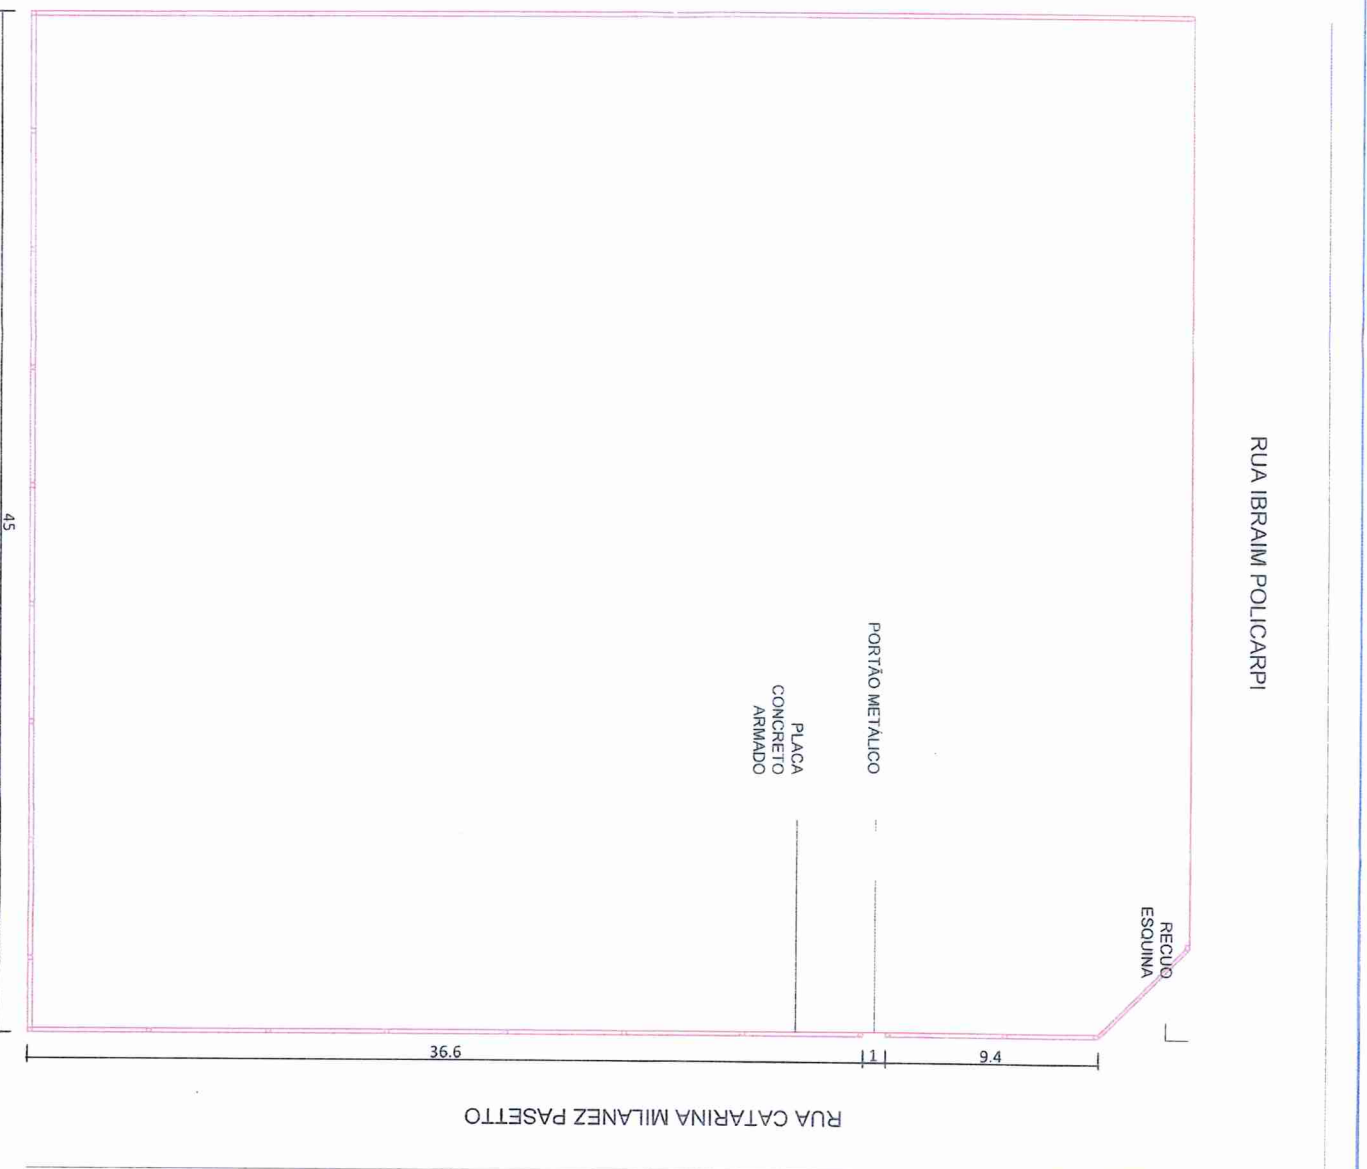 RUA IBRAIM POLICARPI
PORTÃO METÁLICO
PLACA
CONCRETO
ARMADO
RECUO
ESQUINA
45
36.6
1
9.4
RUA CATARINA MILANEZ PASETTO